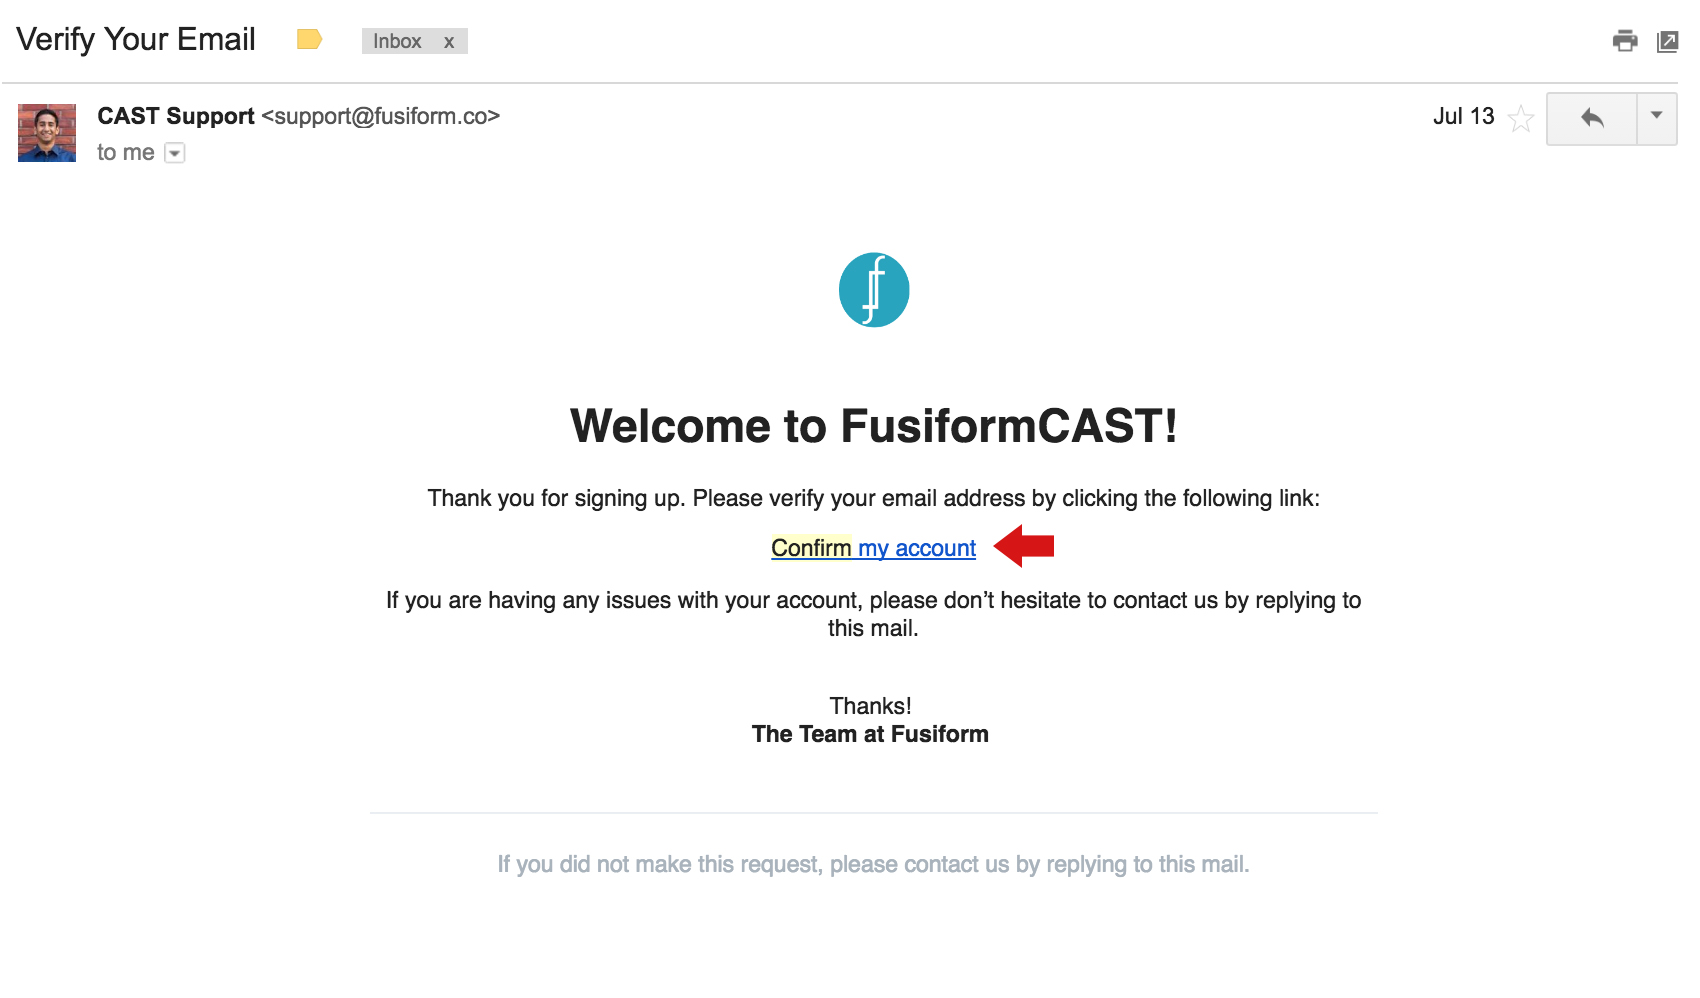 Verify Your Email
Inbox x
CAST Support <support@fusiform.co>
Jul 13
to me
Welcome to FusiformCAST!
Thank you for signing up. Please verify your email address by clicking the following link:
Confirm my account
If you are having any issues with your account, please don’t hesitate to contact us by replying to
this mail.
Thanks!
The Team at Fusiform
If you did not make this request, please contact us by replying to this mail.